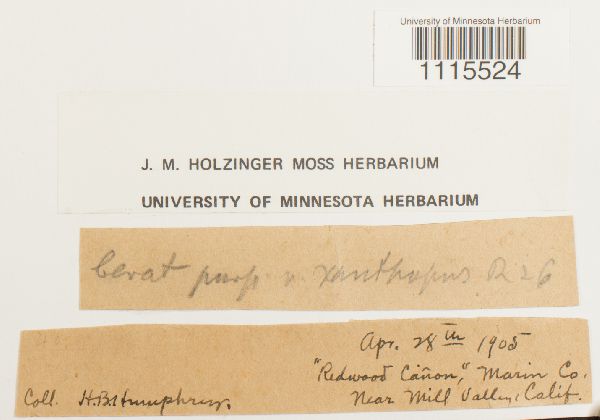 University of Minnesota Herbarium
1115524
J. M. HOLZINGER MOSS HERBARIUM
UNIVERSITY OF MINNESOTA HERBARIUM
Cerat purp v. xanthopus R 26
Apr. 28th 1905
"Redwood Cañon," Marin Co.
Coll. H.B. Humphrey. Near Mill Valley, Calif.